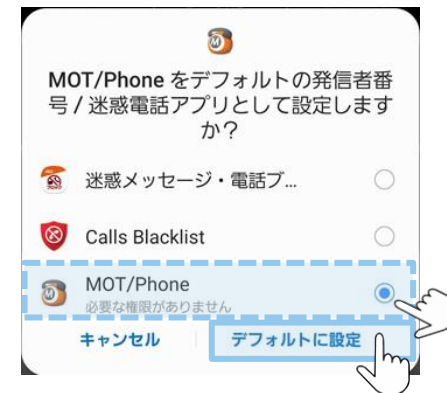 MOT/Phone をデフォルトの発信者番
号 / 迷惑電話アプリとして設定します
か？
迷惑メッセージ・電話ブ...
Calls Blacklist
MOT/Phone
必要な権限がありません
キャンセル
デフォルトに設定